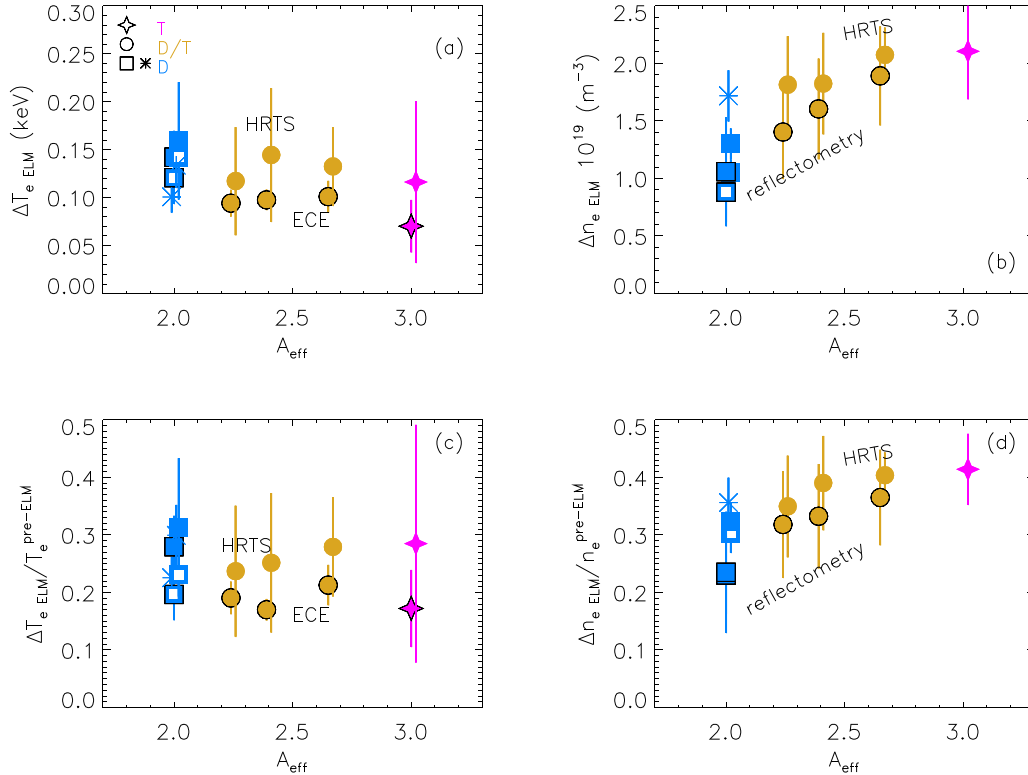 0.30
0.25
0.20
0.15
0.10
0.05
0.00
ΔT_e ELM (keV)
T
D/T
D
(a)
HRTS
ECE
2.0 2.5 3.0
A_eff
2.5
2.0
1.5
1.0
0.5
0.0
Δn_e ELM 10^19 (m^-3)
HRTS
reflectometry
(b)
2.0 2.5 3.0
A_eff
0.5
0.4
0.3
0.2
0.1
0.0
ΔT_e ELM/T_e^pre-ELM
(c)
HRTS
ECE
2.0 2.5 3.0
A_eff
0.5
0.4
0.3
0.2
0.1
0.0
Δn_e ELM/n_e^pre-ELM
(d)
HRTS
reflectometry
2.0 2.5 3.0
A_eff